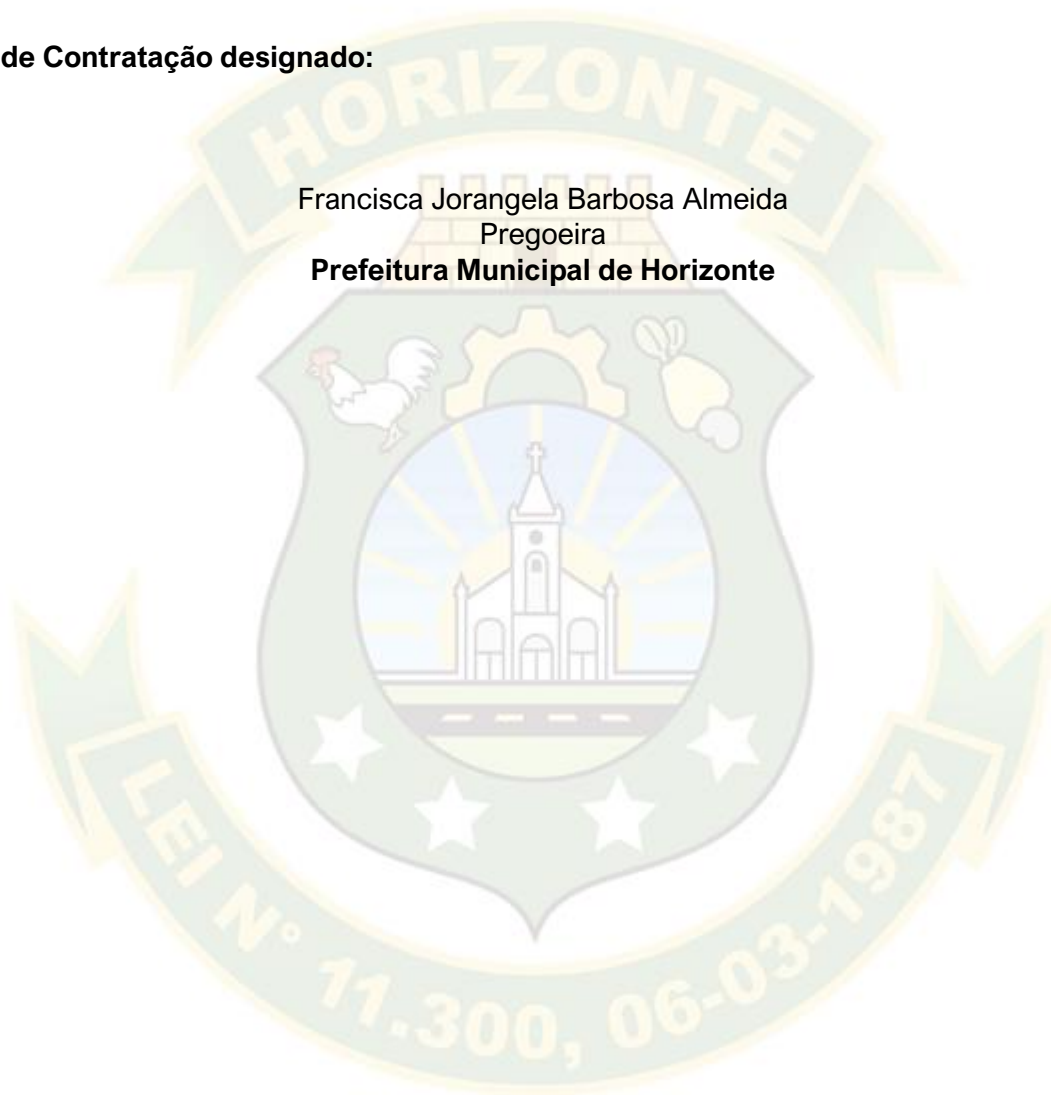 de Contratação designado:
HORIZONTE
Francisca Jorangela Barbosa Almeida
Pregoeira
Prefeitura Municipal de Horizonte
LEI N° 11.300, 06-03-1987